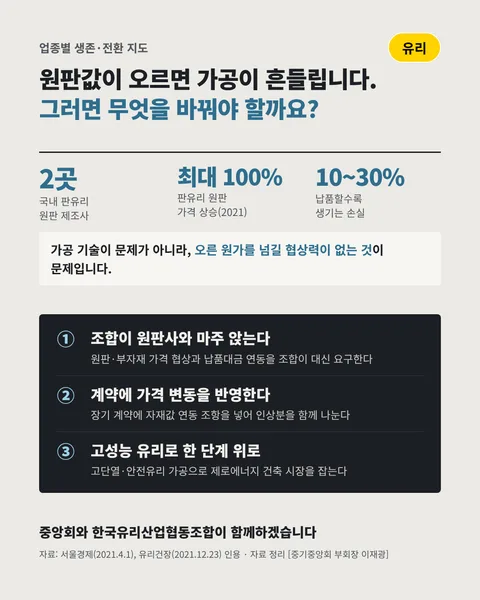 업종별 생존·전환 지도
유리
원판값이 오르면 가공이 흔들립니다.
그러면 무엇을 바꿔야 할까요?
2곳
국내 판유리
원판 제조사
최대 100%
판유리 원판
가격 상승(2021)
10~30%
납품할수록
생기는 손실
가공 기술이 문제가 아니라, 오른 원가를 넘길 협상력이 없는 것이
문제입니다.
1
조합이 원판사와 마주 앉는다
원판·부자재 가격 협상과 납품대금 연동을 조합이 대신 요구한다
2
계약에 가격 변동을 반영한다
장기 계약에 자재값 연동 조항을 넣어 인상분을 함께 나눈다
3
고성능 유리로 한 단계 위로
고단열·안전유리 가공으로 제로에너지 건축 시장을 잡는다
중앙회와 한국유리산업협동조합이 함께하겠습니다
자료: 서울경제(2021.4.1), 유리건장(2021.12.23) 인용 · 자료 정리 [중기중앙회 부회장 이재광]